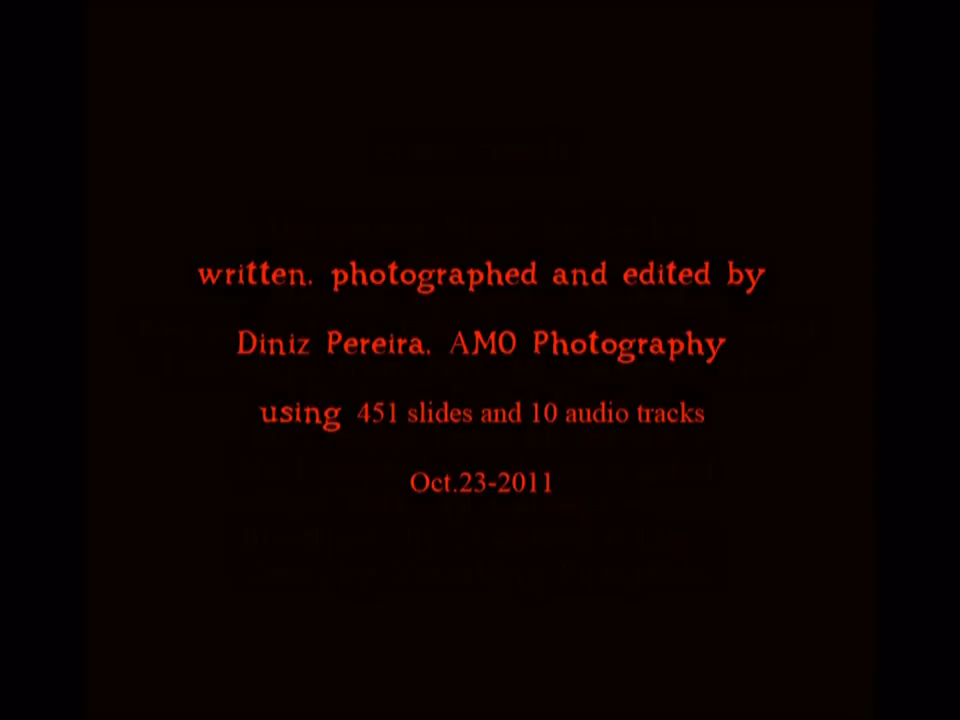 written, photographed and edited by
Diniz Pereira, AMO Photography
using 451 slides and 10 audio tracks
Oct.23-2011